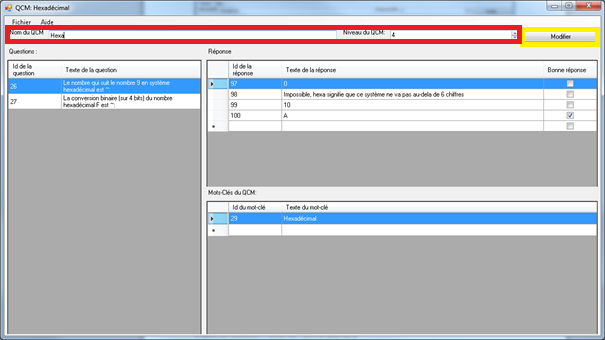 QCM: Hexadécimal
Fichier Aide
Nom du QCM Hexa Niveau du QCM: 4 Modifier
Questions :
Id de la question Texte de la question
26 Le nombre qui suit le nombre 9 en système hexadécimal est ":
27 La conversion binaire (sur 4 bits) du nombre hexadécimal F est ":
Réponse
Id de la réponse Texte de la réponse Bonne réponse
97 0
98 Impossible, hexa signifie que ce système ne va pas au-delà de 6 chiffres
99 10
100 A
Mots-Clés du QCM:
Id du mot-clé Texte du mot-clé
29 Hexadécimal